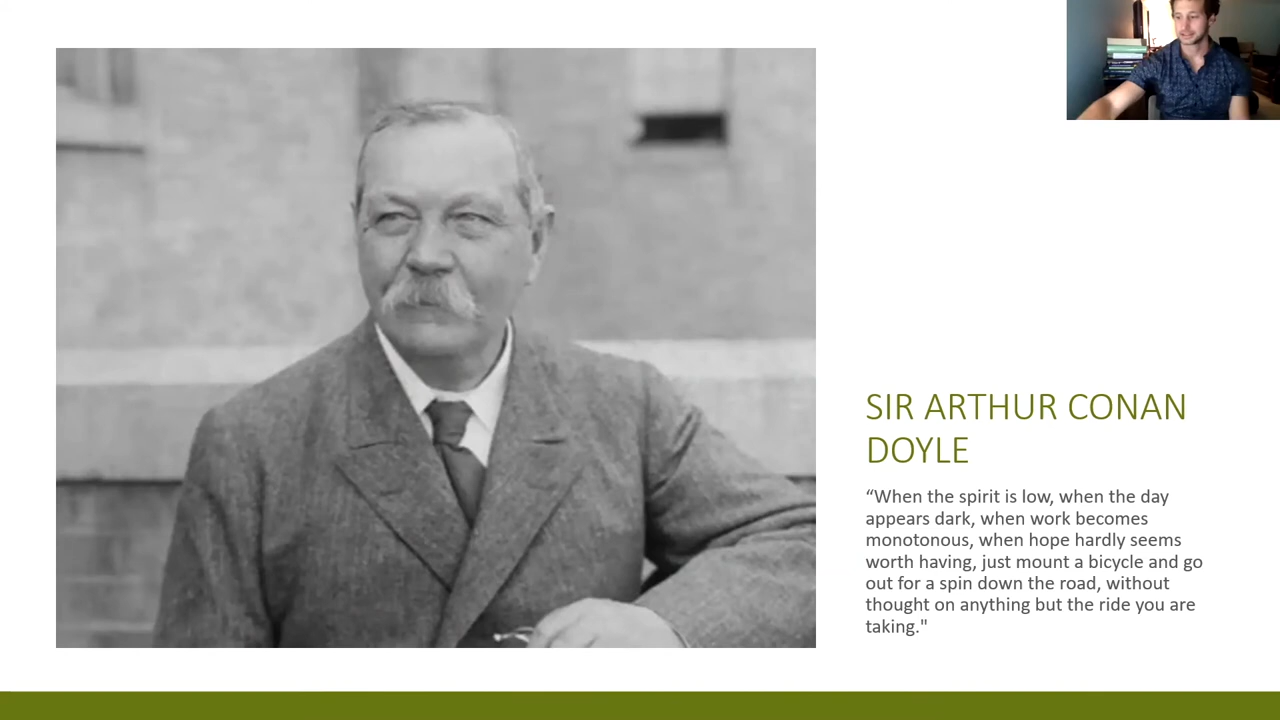 SIR ARTHUR CONAN
DOYLE
“When the spirit is low, when the day
appears dark, when work becomes
monotonous, when hope hardly seems
worth having, just mount a bicycle and go
out for a spin down the road, without
thought on anything but the ride you are
taking."